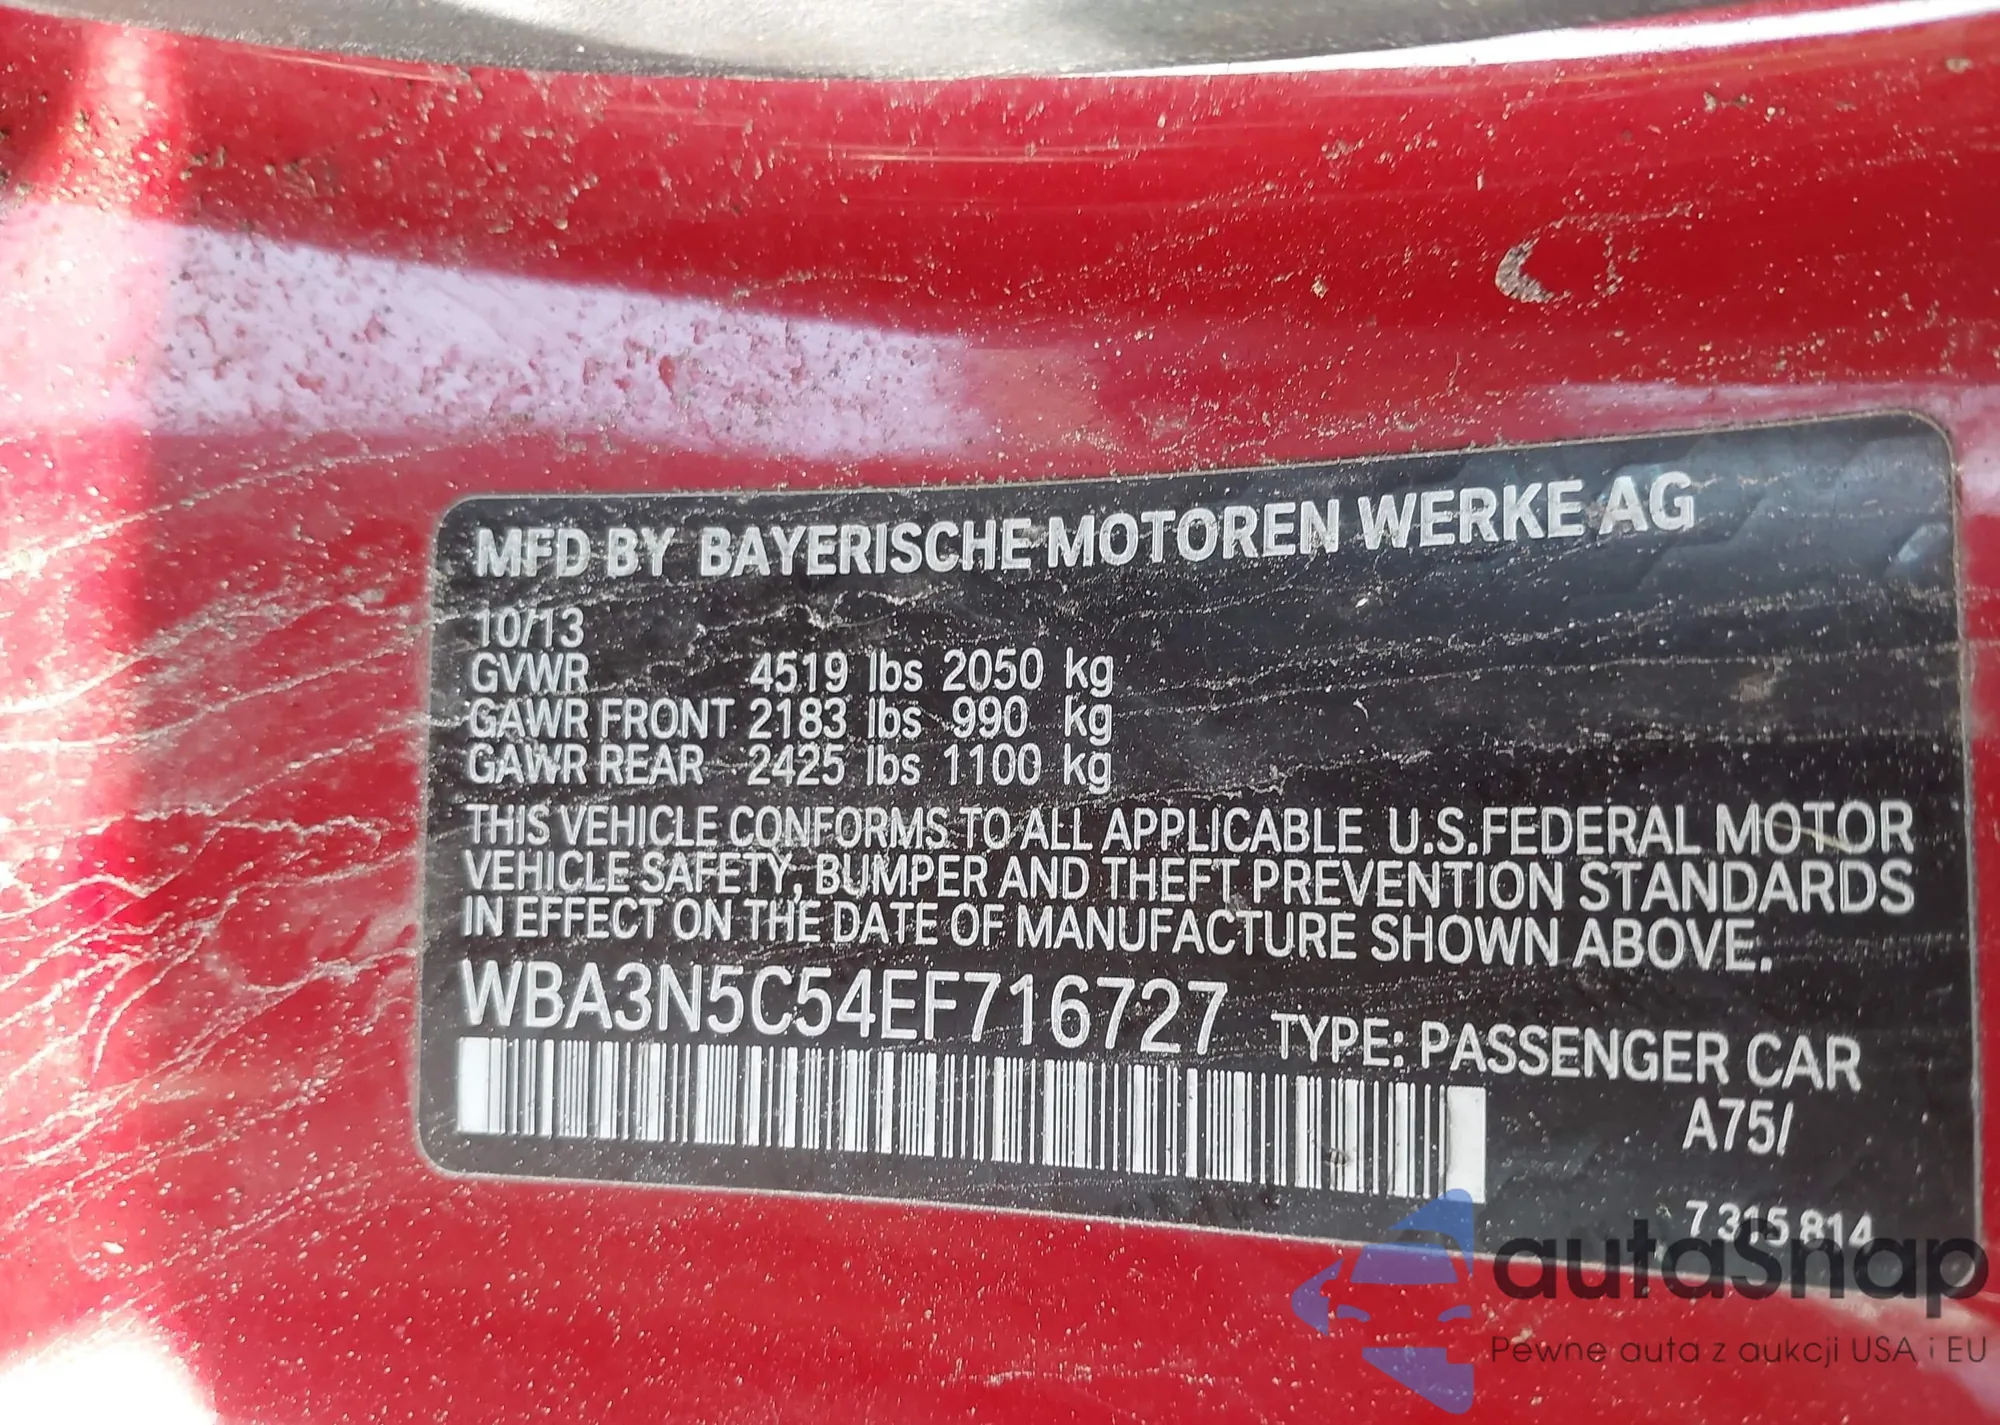 MFD BY BAYERISCHE MOTOREN WERKE AG
10/13
GVWR 4519 lbs 2050 kg
GAWR FRONT 2183 lbs 990 kg
GAWR REAR 2425 lbs 1100 kg
THIS VEHICLE CONFORMS TO ALL APPLICABLE U.S.FEDERAL MOTOR
VEHICLE SAFETY, BUMPER AND THEFT PREVENTION STANDARDS
IN EFFECT ON THE DATE OF MANUFACTURE SHOWN ABOVE.
WBA3N5C54EF716727 TYPE: PASSENGER CAR
A75/
7 315 814
autaSnap
Pewne auta z aukcji USA i EU